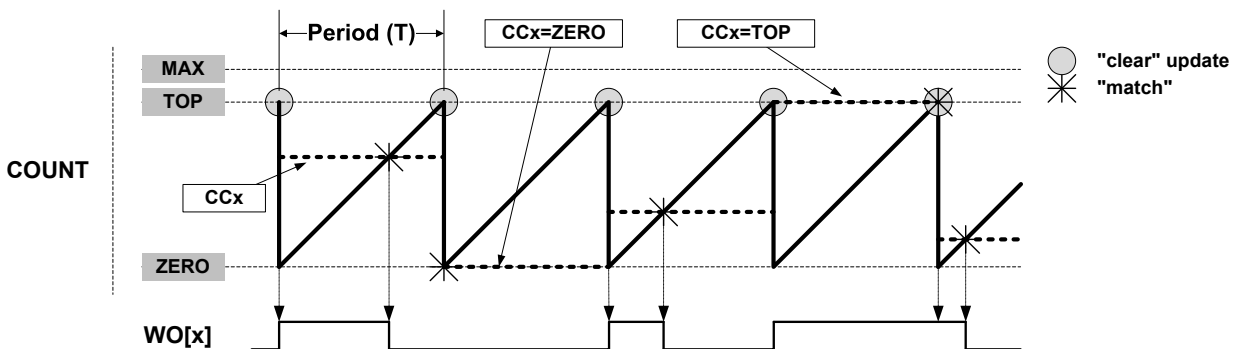 Period (T)
CCx=ZERO
CCx=TOP
"clear" update
"match"
MAX
TOP
COUNT
CCx
ZERO
WO[x]